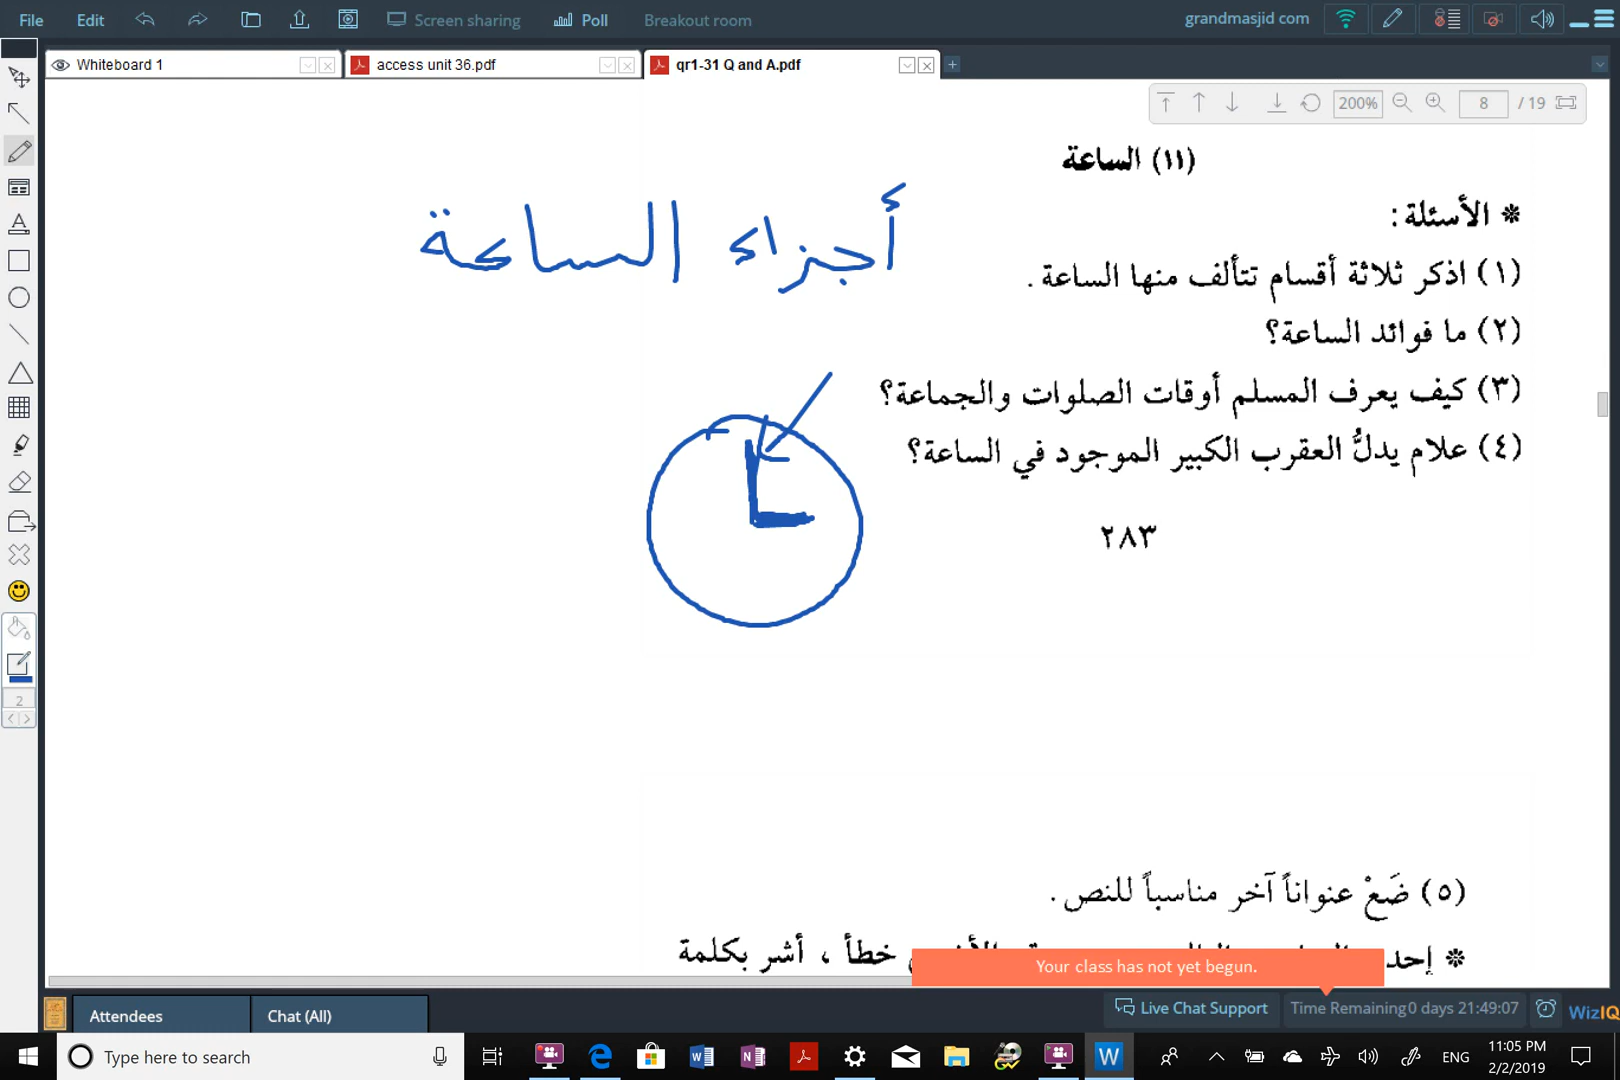 File Edit Screen sharing Poll Breakout room grandmasjid com
Whiteboard 1 access unit 36.pdf qr1-31 Q and A.pdf
200% 8 / 19
(١١) الساعة
أجزاء الساعة
* الأسئلة :
(١) اذكر ثلاثة أقسام تتألف منها الساعة .
(٢) ما فوائد الساعة؟
(٣) كيف يعرف المسلم أوقات الصلوات والجماعة؟
(٤) علام يدلُّ العقرب الكبير الموجود في الساعة؟
٢٨٣
2
(٥) ضَعْ عنواناً آخر مناسباً للنص .
خطأ ، أشر بكلمة
Your class has not yet begun.
Attendees Chat (All) Live Chat Support Time Remaining0 days 21:49:07 WizIQ
Type here to search ENG 11:05 PM
2/2/2019